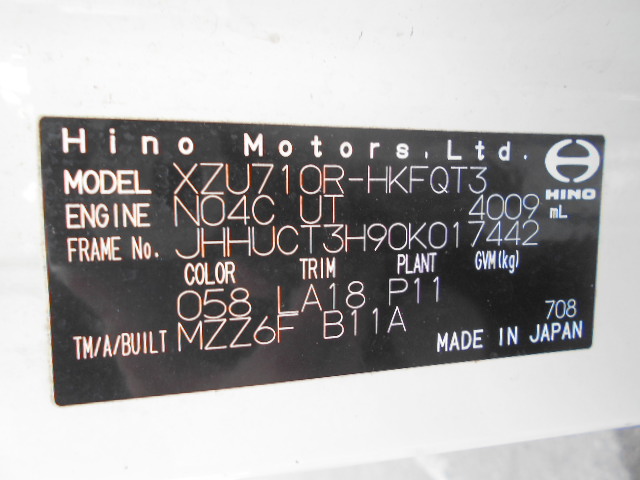 Hino Motors, Ltd.
HINO
MODEL XZU710R-HKFQT3
ENGINE N04C UT 4009 mL
FRAME No. JHHUCT3H90K017442
COLOR TRIM PLANT GVM(kg)
058 LA18 P11
708
TM/A/BUILT MZZ6F B11A
MADE IN JAPAN